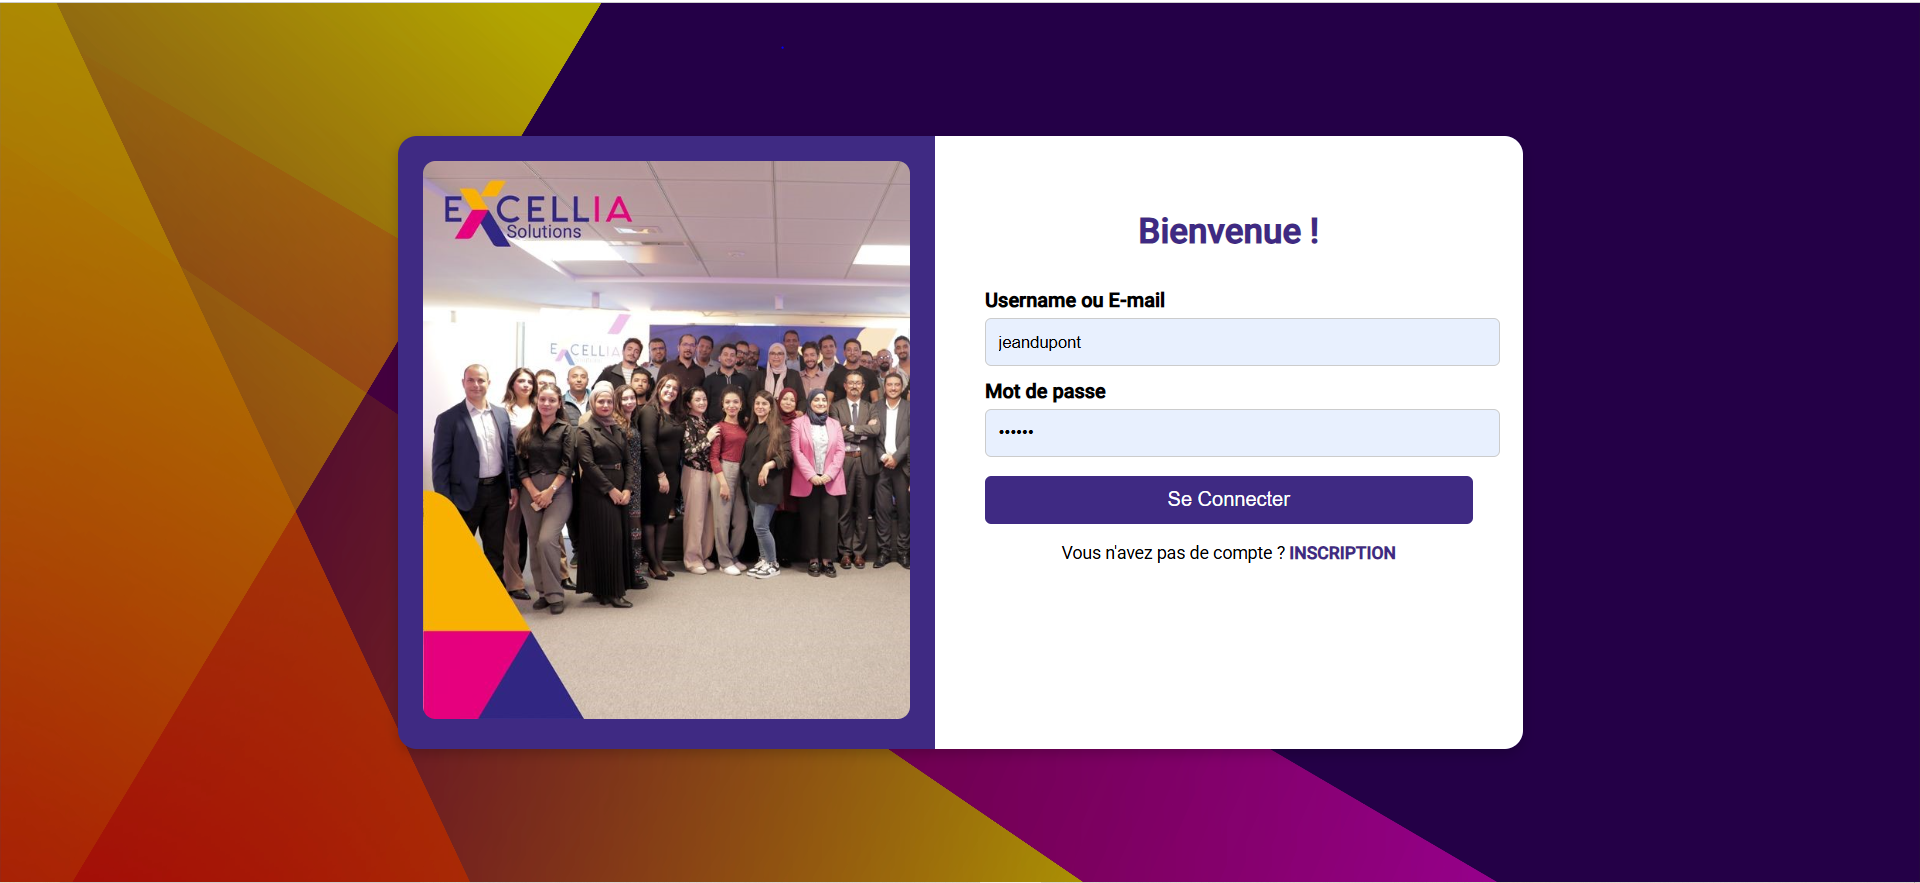 EXCELLIA
Solutions
EXCELLIA
Bienvenue !
Username ou E-mail
jeandupont
Mot de passe
••••••
Se Connecter
Vous n'avez pas de compte ? INSCRIPTION